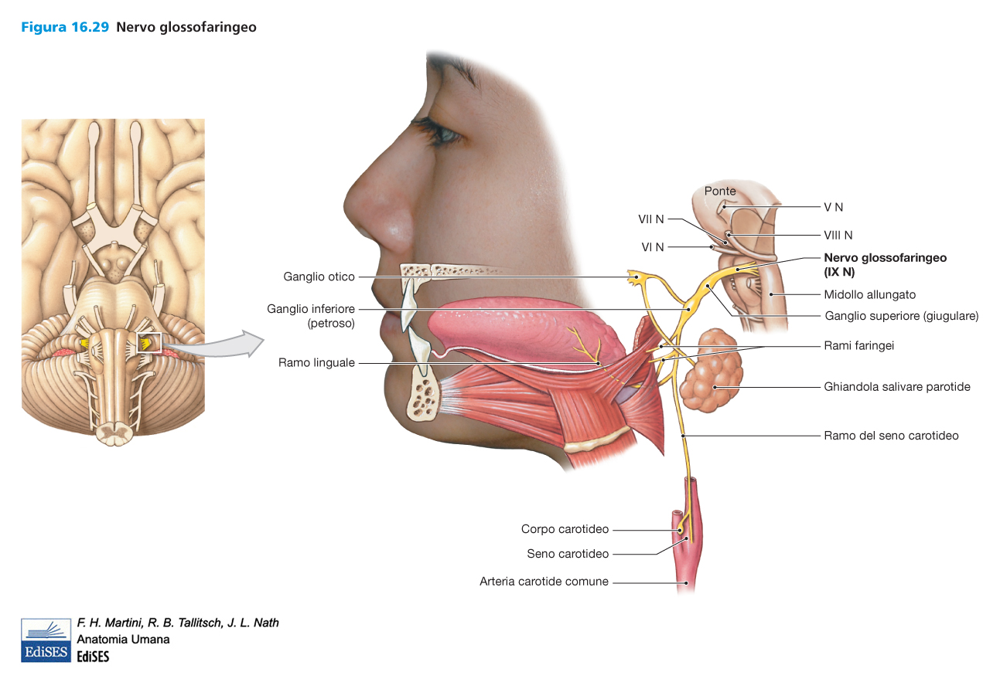 Figura 16.29 Nervo glossofaringeo
Ponte
V N
VII N
VIII N
VI N
Nervo glossofaringeo
(IX N)
Ganglio otico
Midollo allungato
Ganglio inferiore
(petroso)
Ganglio superiore (giugulare)
Rami faringei
Ramo linguale
Ghiandola salivare parotide
Ramo del seno carotideo
Corpo carotideo
Seno carotideo
Arteria carotide comune
EdiSES
F. H. Martini, R. B. Tallitsch, J. L. Nath
Anatomia Umana
EdiSES